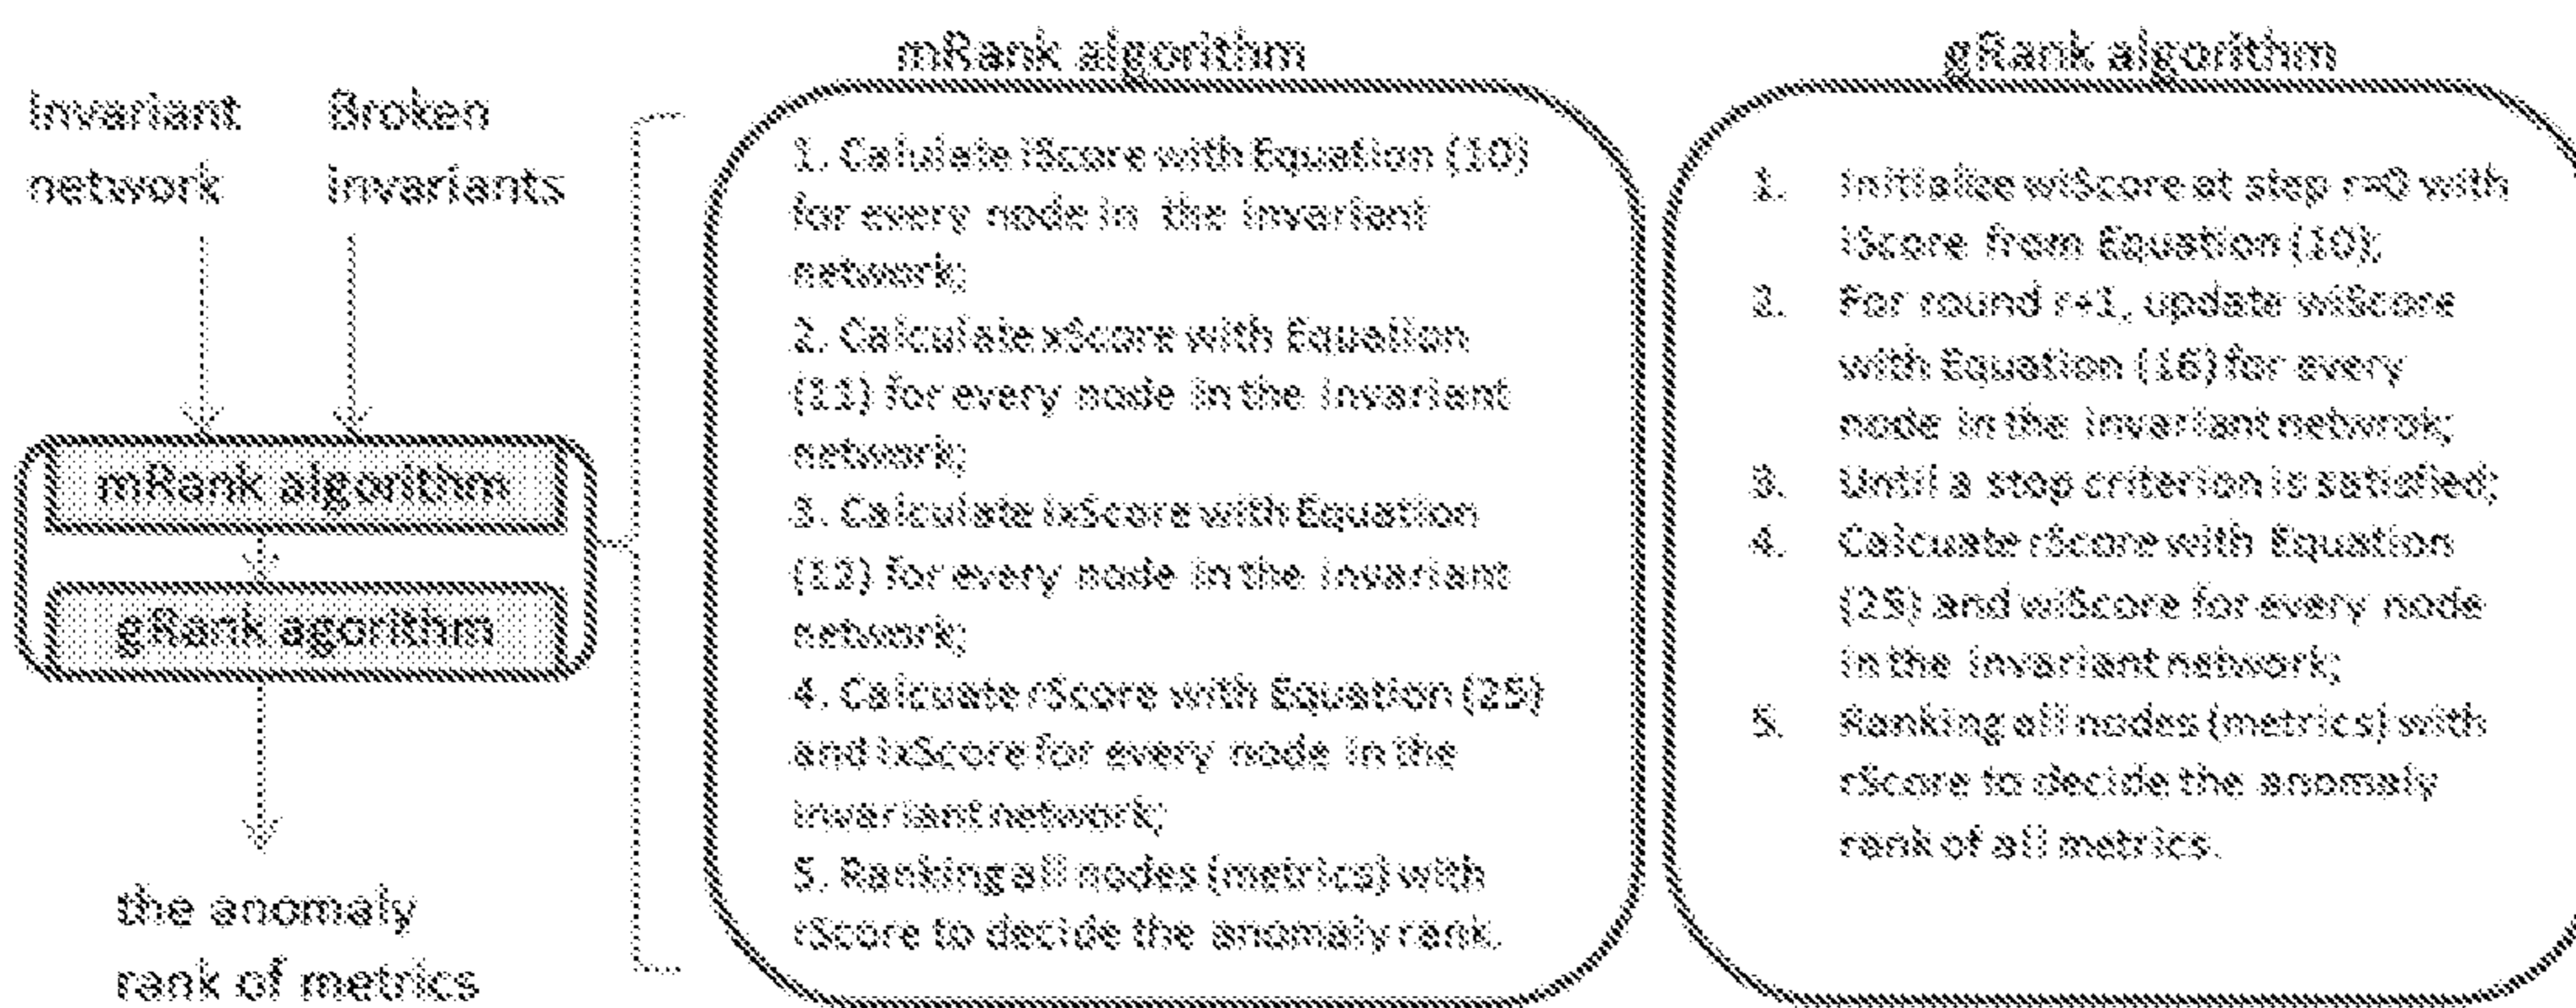 Invariant
network
Broken
invariants
mRank algorithm
gRank agorithm
the anomaly
rank of metrics
mRank algorithm
1. Calulate iScore with Equation (10)
for every node in the invariant
network;
2. Calculate xScore with Equation
(11) for every node in the invariant
network;
3. Calculate ixScore with Equation
(12) for every node in the invariant
network;
4. Calcuate rScore with Equation (25)
and ixScore for every node in the
invariant network;
5. Ranking all nodes (metrics) with
rScore to decide the anomaly rank.
gRank algorithm
1. Initialize wiScore at step r=0 with
iScore from Equation (10);
2. For round r+1, update wiScore
with Equation (16) for every
node in the invariant netwrok;
3. Until a stop criterion is satisfied;
4. Calcuate rScore with Equation
(25) and wiScore for every node
in the invariant network;
5. Ranking all nodes (metrics) with
rScore to decide the anomaly
rank of all metrics.